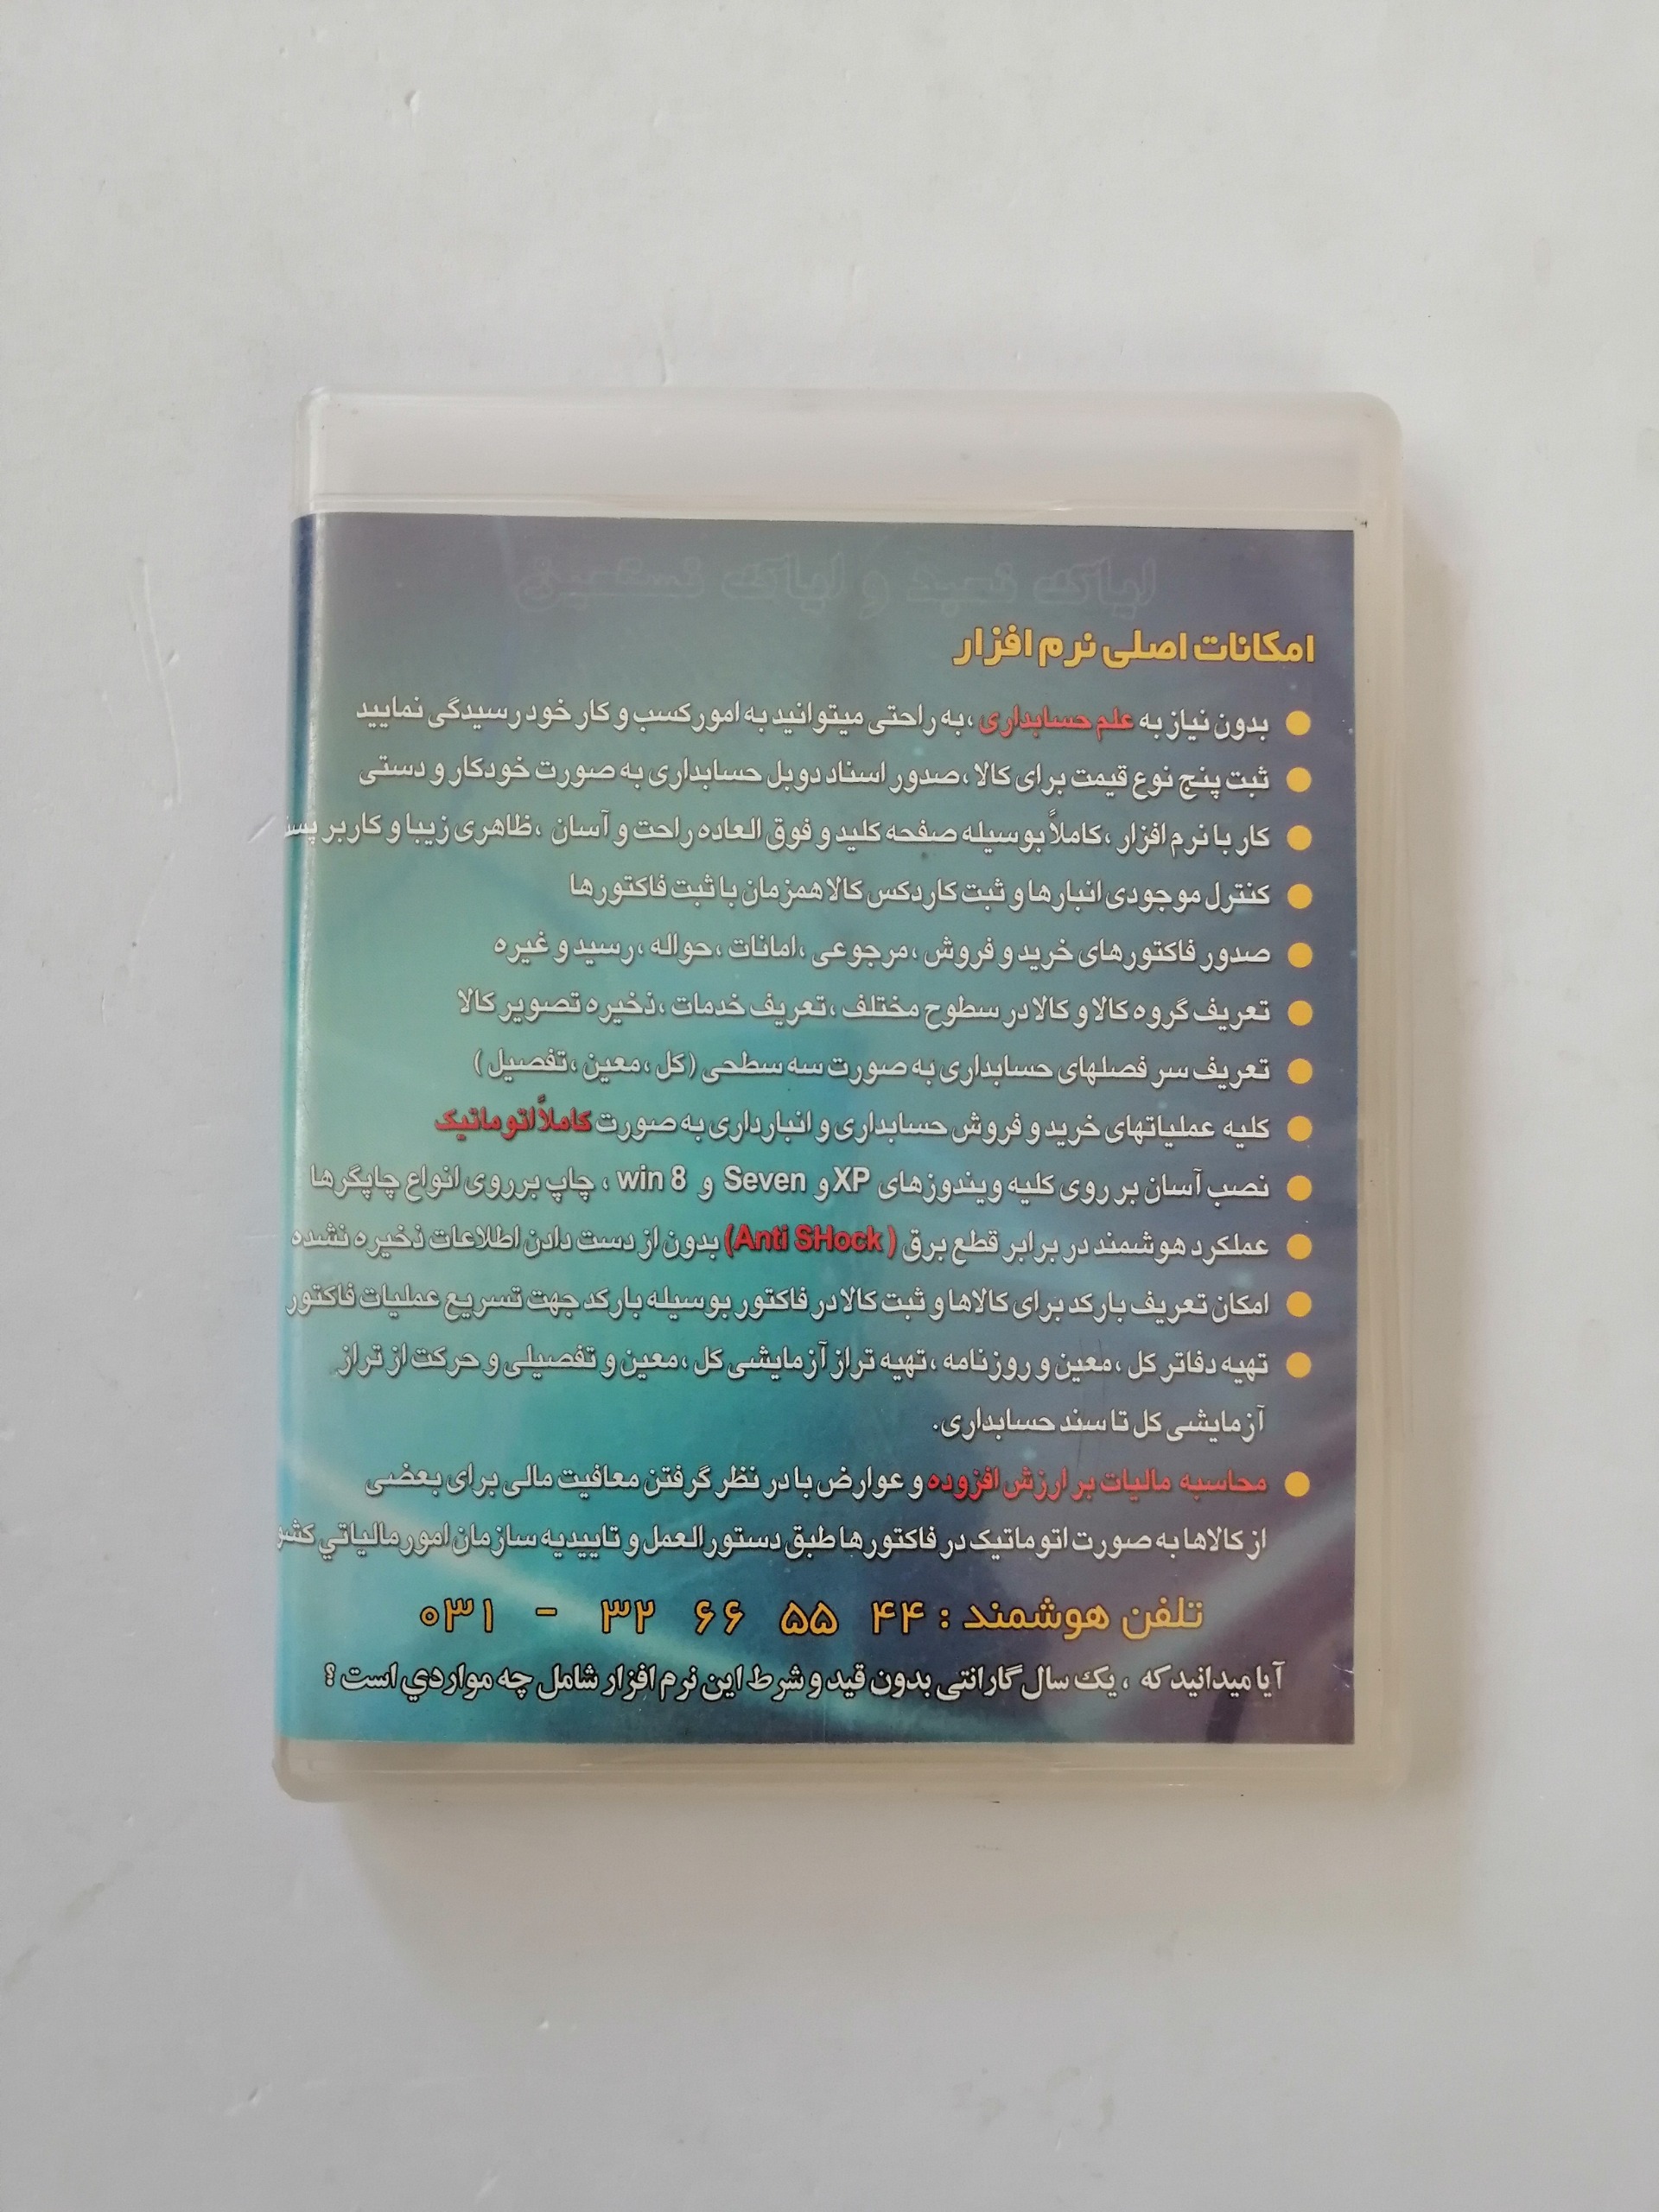 ایاک نعبد و ایاک نستعین
امکانات اصلی نرم افزار
بدون نیاز به علم حسابداری ، به راحتی میتوانید به امور کسب و کار خود رسیدگی نمایید
ثبت پنج نوع قیمت برای کالا ، صدور اسناد دوبل حسابداری به صورت خودکار و دستی
کار با نرم افزار ، کاملاً بوسیله صفحه کلید و فوق العاده راحت و آسان ، ظاهری زیبا و کاربر
کنترل موجودی انبارها و ثبت کاردکس کالا همزمان با ثبت فاکتورها
صدور فاکتورهای خرید و فروش ، مرجوعی ، امانات ، حواله ، رسید و غیره
تعریف گروه کالا و کالا در سطوح مختلف ، تعریف خدمات ، ذخیره تصویر کالا
تعریف سر فصلهای حسابداری به صورت سه سطحی (کل ، معین ، تفصیل )
کلیه عملیاتهای خرید و فروش حسابداری و انبارداری به صورت کاملاً اتوماتیک
نصب آسان بر روی کلیه ویندوزهای XP و Seven و win 8 ، چاپ برروی انواع چاپگرها
عملکرد هوشمند در برابر قطع برق (Anti SHock) بدون از دست دادن اطلاعات ذخیره نشده
امکان تعریف بارکد برای کالاها و ثبت کالا در فاکتور بوسیله بارکد جهت تسریع عملیات فاکتور
تهیه دفاتر کل ، معین و روزنامه ، تهیه تراز آزمایشی کل ، معین و تفصیلی و حرکت از تراز
آزمایشی کل تا سند حسابداری.
محاسبه مالیات بر ارزش افزوده و عوارض با در نظر گرفتن معافیت مالی برای بعضی
از کالاها به صورت اتوماتیک در فاکتورها طبق دستور العمل و تاییدیه سازمان امور مالیاتي
تلفن هوشمند : ۴۴ ۵۵ ۶۶ ۳۲ - ۰۳۱
آیا میدانید که ، یک سال گارانتی بدون قید و شرط این نرم افزار شامل چه مواردي است ؟